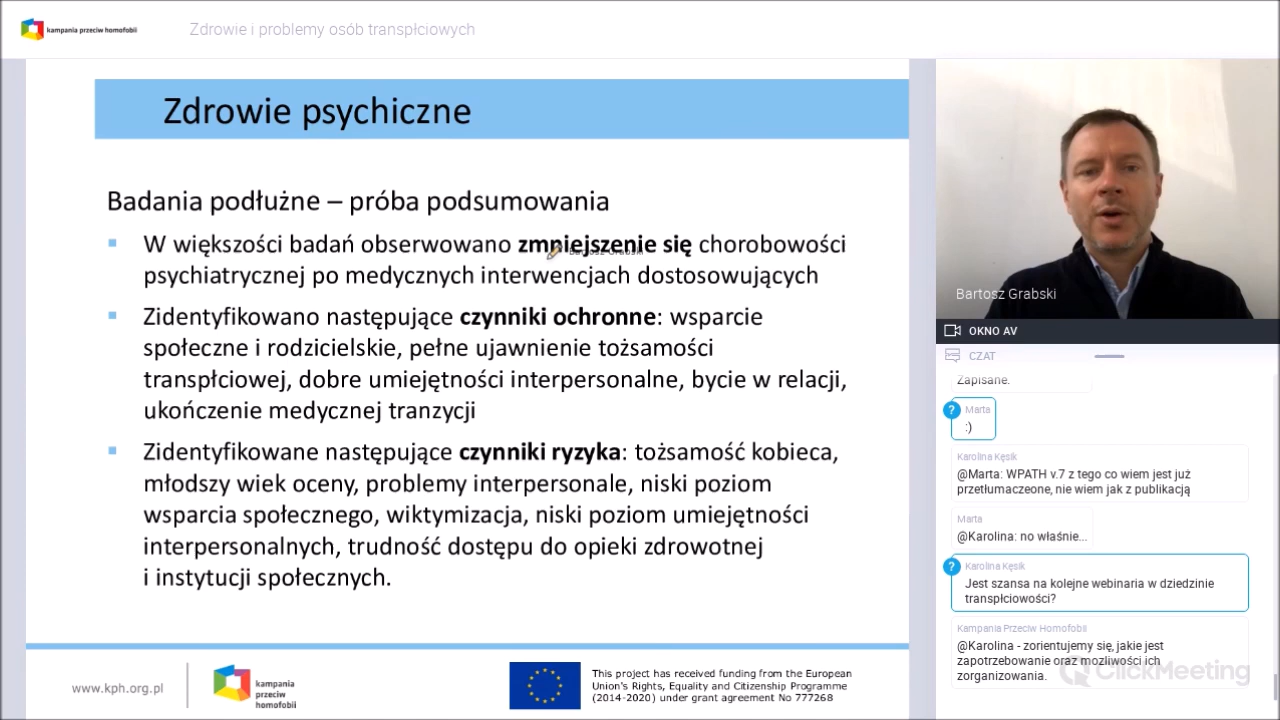 kampania przeciw homofobii
Zdrowie i problemy osób transpłciowych
Zdrowie psychiczne
Badania podłużne – próba podsumowania
W większości badań obserwowano zmniejszenie się chorobowości
psychiatrycznej po medycznych interwencjach dostosowujących
Zidentyfikowano następujące czynniki ochronne: wsparcie
społeczne i rodzicielskie, pełne ujawnienie tożsamości
transpłciowej, dobre umiejętności interpersonalne, bycie w relacji,
ukończenie medycznej tranzycji
Zidentyfikowane następujące czynniki ryzyka: tożsamość kobieca,
młodszy wiek oceny, problemy interpersonale, niski poziom
wsparcia społecznego, wiktymizacja, niski poziom umiejętności
interpersonalnych, trudność dostępu do opieki zdrowotnej
i instytucji społecznych.
Bartosz Grabski
www.kph.org.pl
kampania
przeciw
homofobii
This project has received funding from the European
Union's Rights, Equality and Citizenship Programme
(2014-2020) under grant agreement No 777268
Bartosz Grabski
OKNO AV
CZAT
Zapisane.
? Marta
:)
Karolina Kęsik
@Marta: WPATH v.7 z tego co wiem jest już
przetłumaczeone, nie wiem jak z publikacją
Marta
@Karolina: no właśnie...
? Karolina Kęsik
Jest szansa na kolejne webinaria w dziedzinie
transpłciowości?
Kampania Przeciw Homofobii
@Karolina - zorientujemy się, jakie jest
zapotrzebowanie oraz możliwości ich
zorganizowania.
ClickMeeting